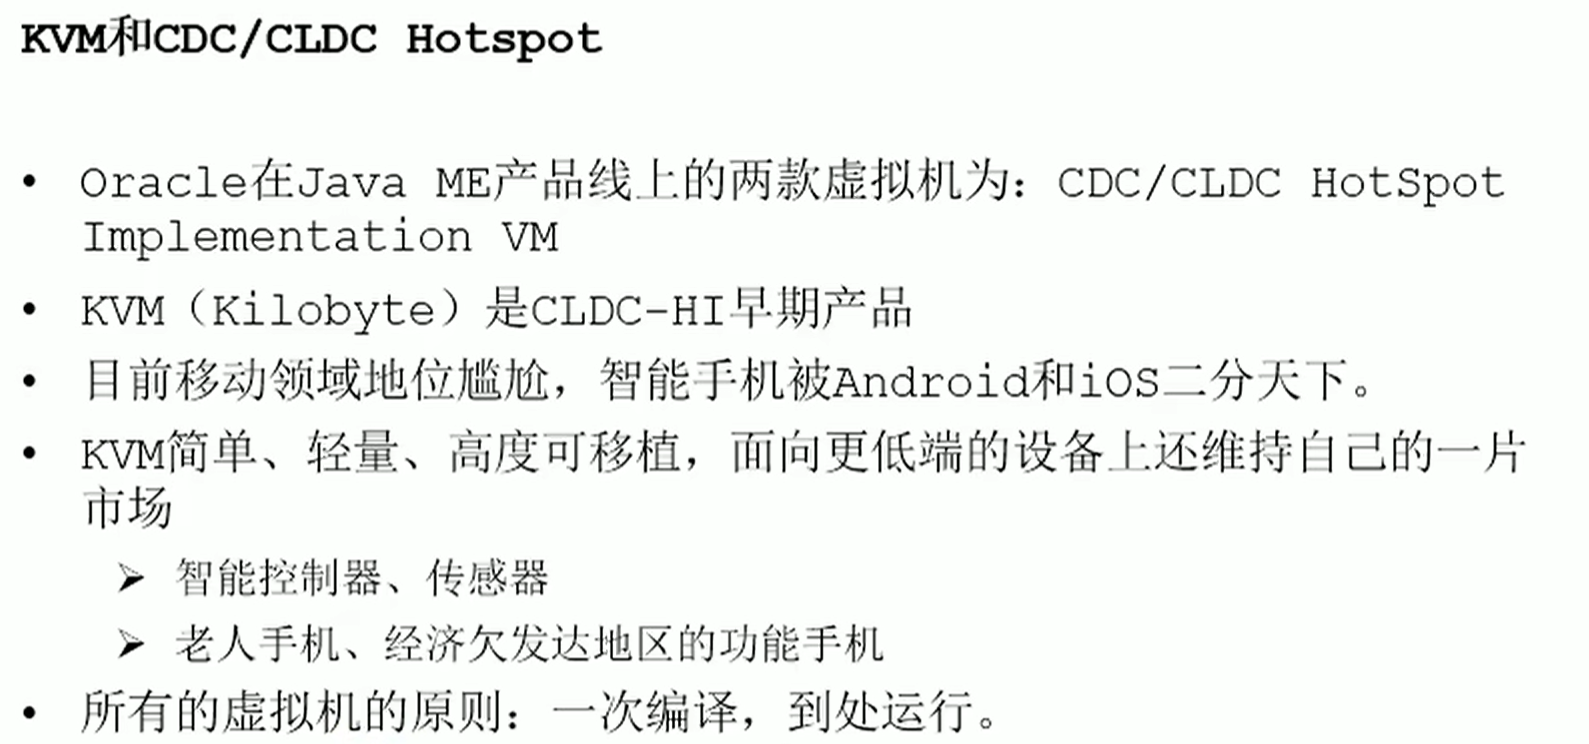 KVM和CDC/CLDC Hotspot
• Oracle在Java ME产品线上的两款虚拟机为：CDC/CLDC HotSpot
Implementation VM
• KVM（Kilobyte）是CLDC-HI早期产品
• 目前移动领域地位尴尬，智能手机被Android和iOS二分天下。
• KVM简单、轻量、高度可移植，面向更低端的设备上还维持自己的一片
市场
➢ 智能控制器、传感器
➢ 老人手机、经济欠发达地区的功能手机
• 所有的虚拟机的原则：一次编译，到处运行。